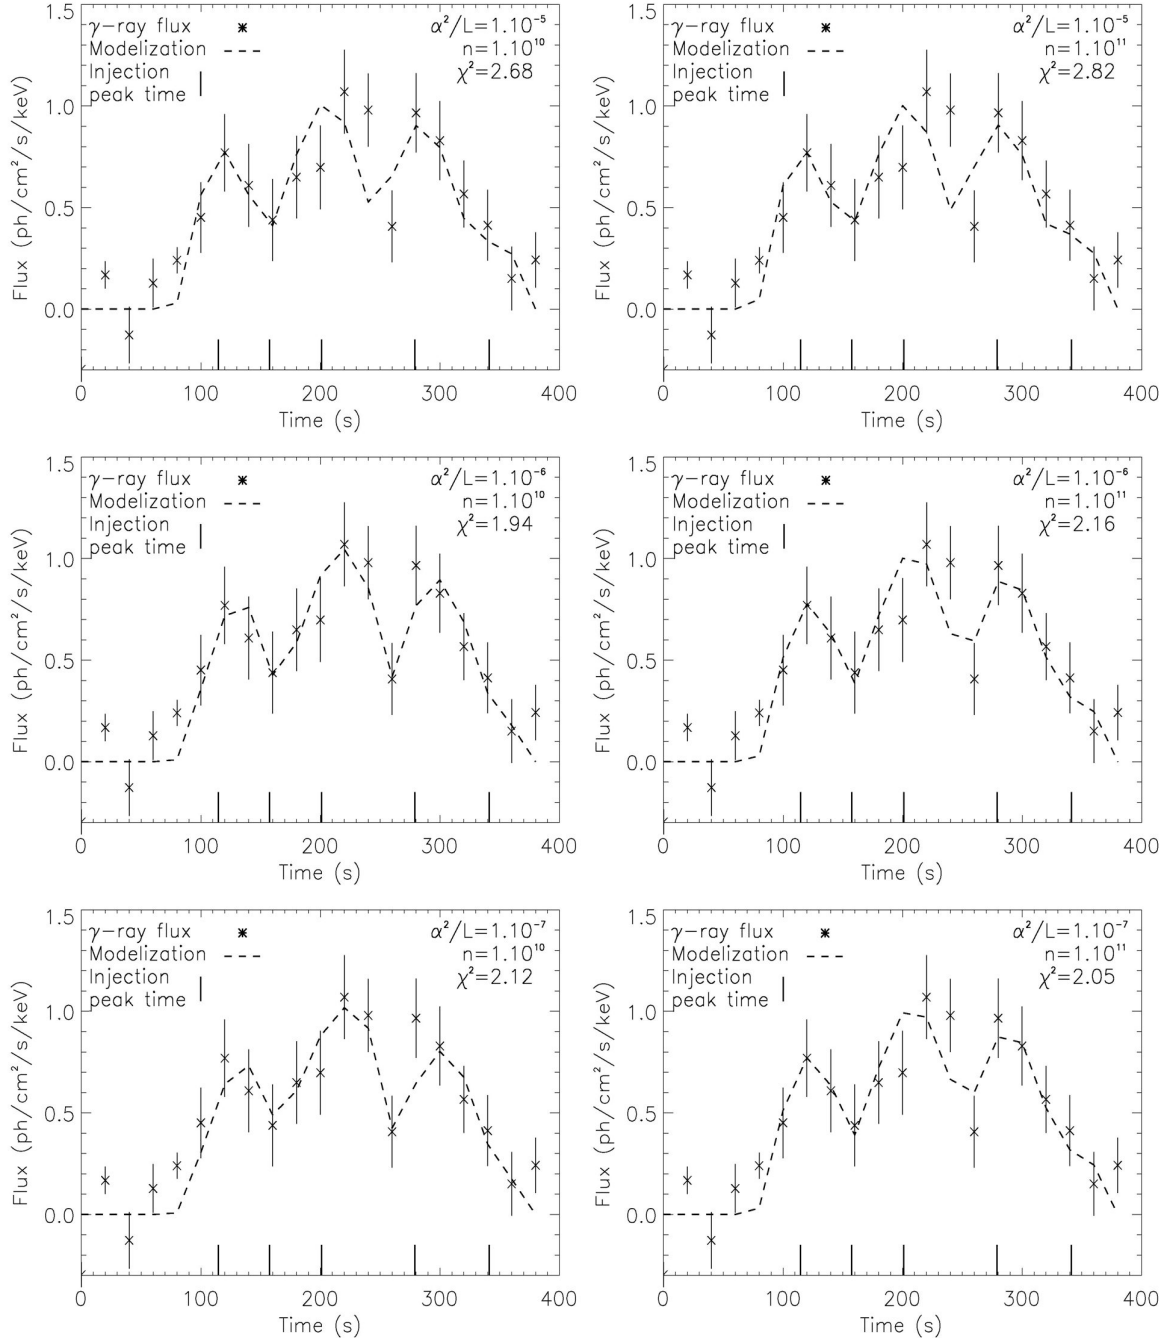 γ-ray flux α²/L=1.10⁻⁵
Modelization n=1.10¹⁰
Injection χ²=2.68
peak time
1.5
1.0
0.5
0.0
Flux (ph/cm²/s/keV)
0 100 200 300 400
Time (s)
γ-ray flux α²/L=1.10⁻⁵
Modelization n=1.10¹¹
Injection χ²=2.82
peak time
1.5
1.0
0.5
0.0
Flux (ph/cm²/s/keV)
0 100 200 300 400
Time (s)
γ-ray flux α²/L=1.10⁻⁶
Modelization n=1.10¹⁰
Injection χ²=1.94
peak time
1.5
1.0
0.5
0.0
Flux (ph/cm²/s/keV)
0 100 200 300 400
Time (s)
γ-ray flux α²/L=1.10⁻⁶
Modelization n=1.10¹¹
Injection χ²=2.16
peak time
1.5
1.0
0.5
0.0
Flux (ph/cm²/s/keV)
0 100 200 300 400
Time (s)
γ-ray flux α²/L=1.10⁻⁷
Modelization n=1.10¹⁰
Injection χ²=2.12
peak time
1.5
1.0
0.5
0.0
Flux (ph/cm²/s/keV)
0 100 200 300 400
Time (s)
γ-ray flux α²/L=1.10⁻⁷
Modelization n=1.10¹¹
Injection χ²=2.05
peak time
1.5
1.0
0.5
0.0
Flux (ph/cm²/s/keV)
0 100 200 300 400
Time (s)